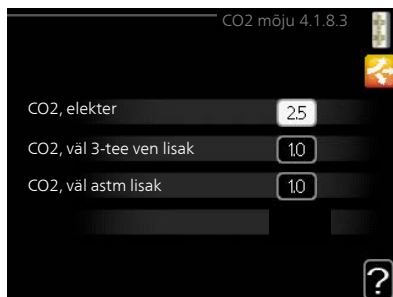 CO2 mõju 4.1.8.3
CO2, elekter 2.5
CO2, väl 3-tee ven lisak 1.0
CO2, väl astm lisak 1.0
?